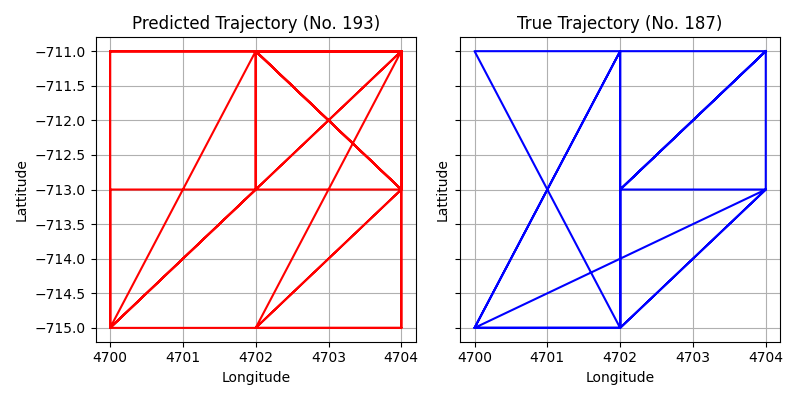 Predicted Trajectory (No. 193)
True Trajectory (No. 187)
−711.0
−711.5
−712.0
−712.5
−713.0
−713.5
−714.0
−714.5
−715.0
Lattitude
Lattitude
4700 4701 4702 4703 4704
4700 4701 4702 4703 4704
Longitude
Longitude